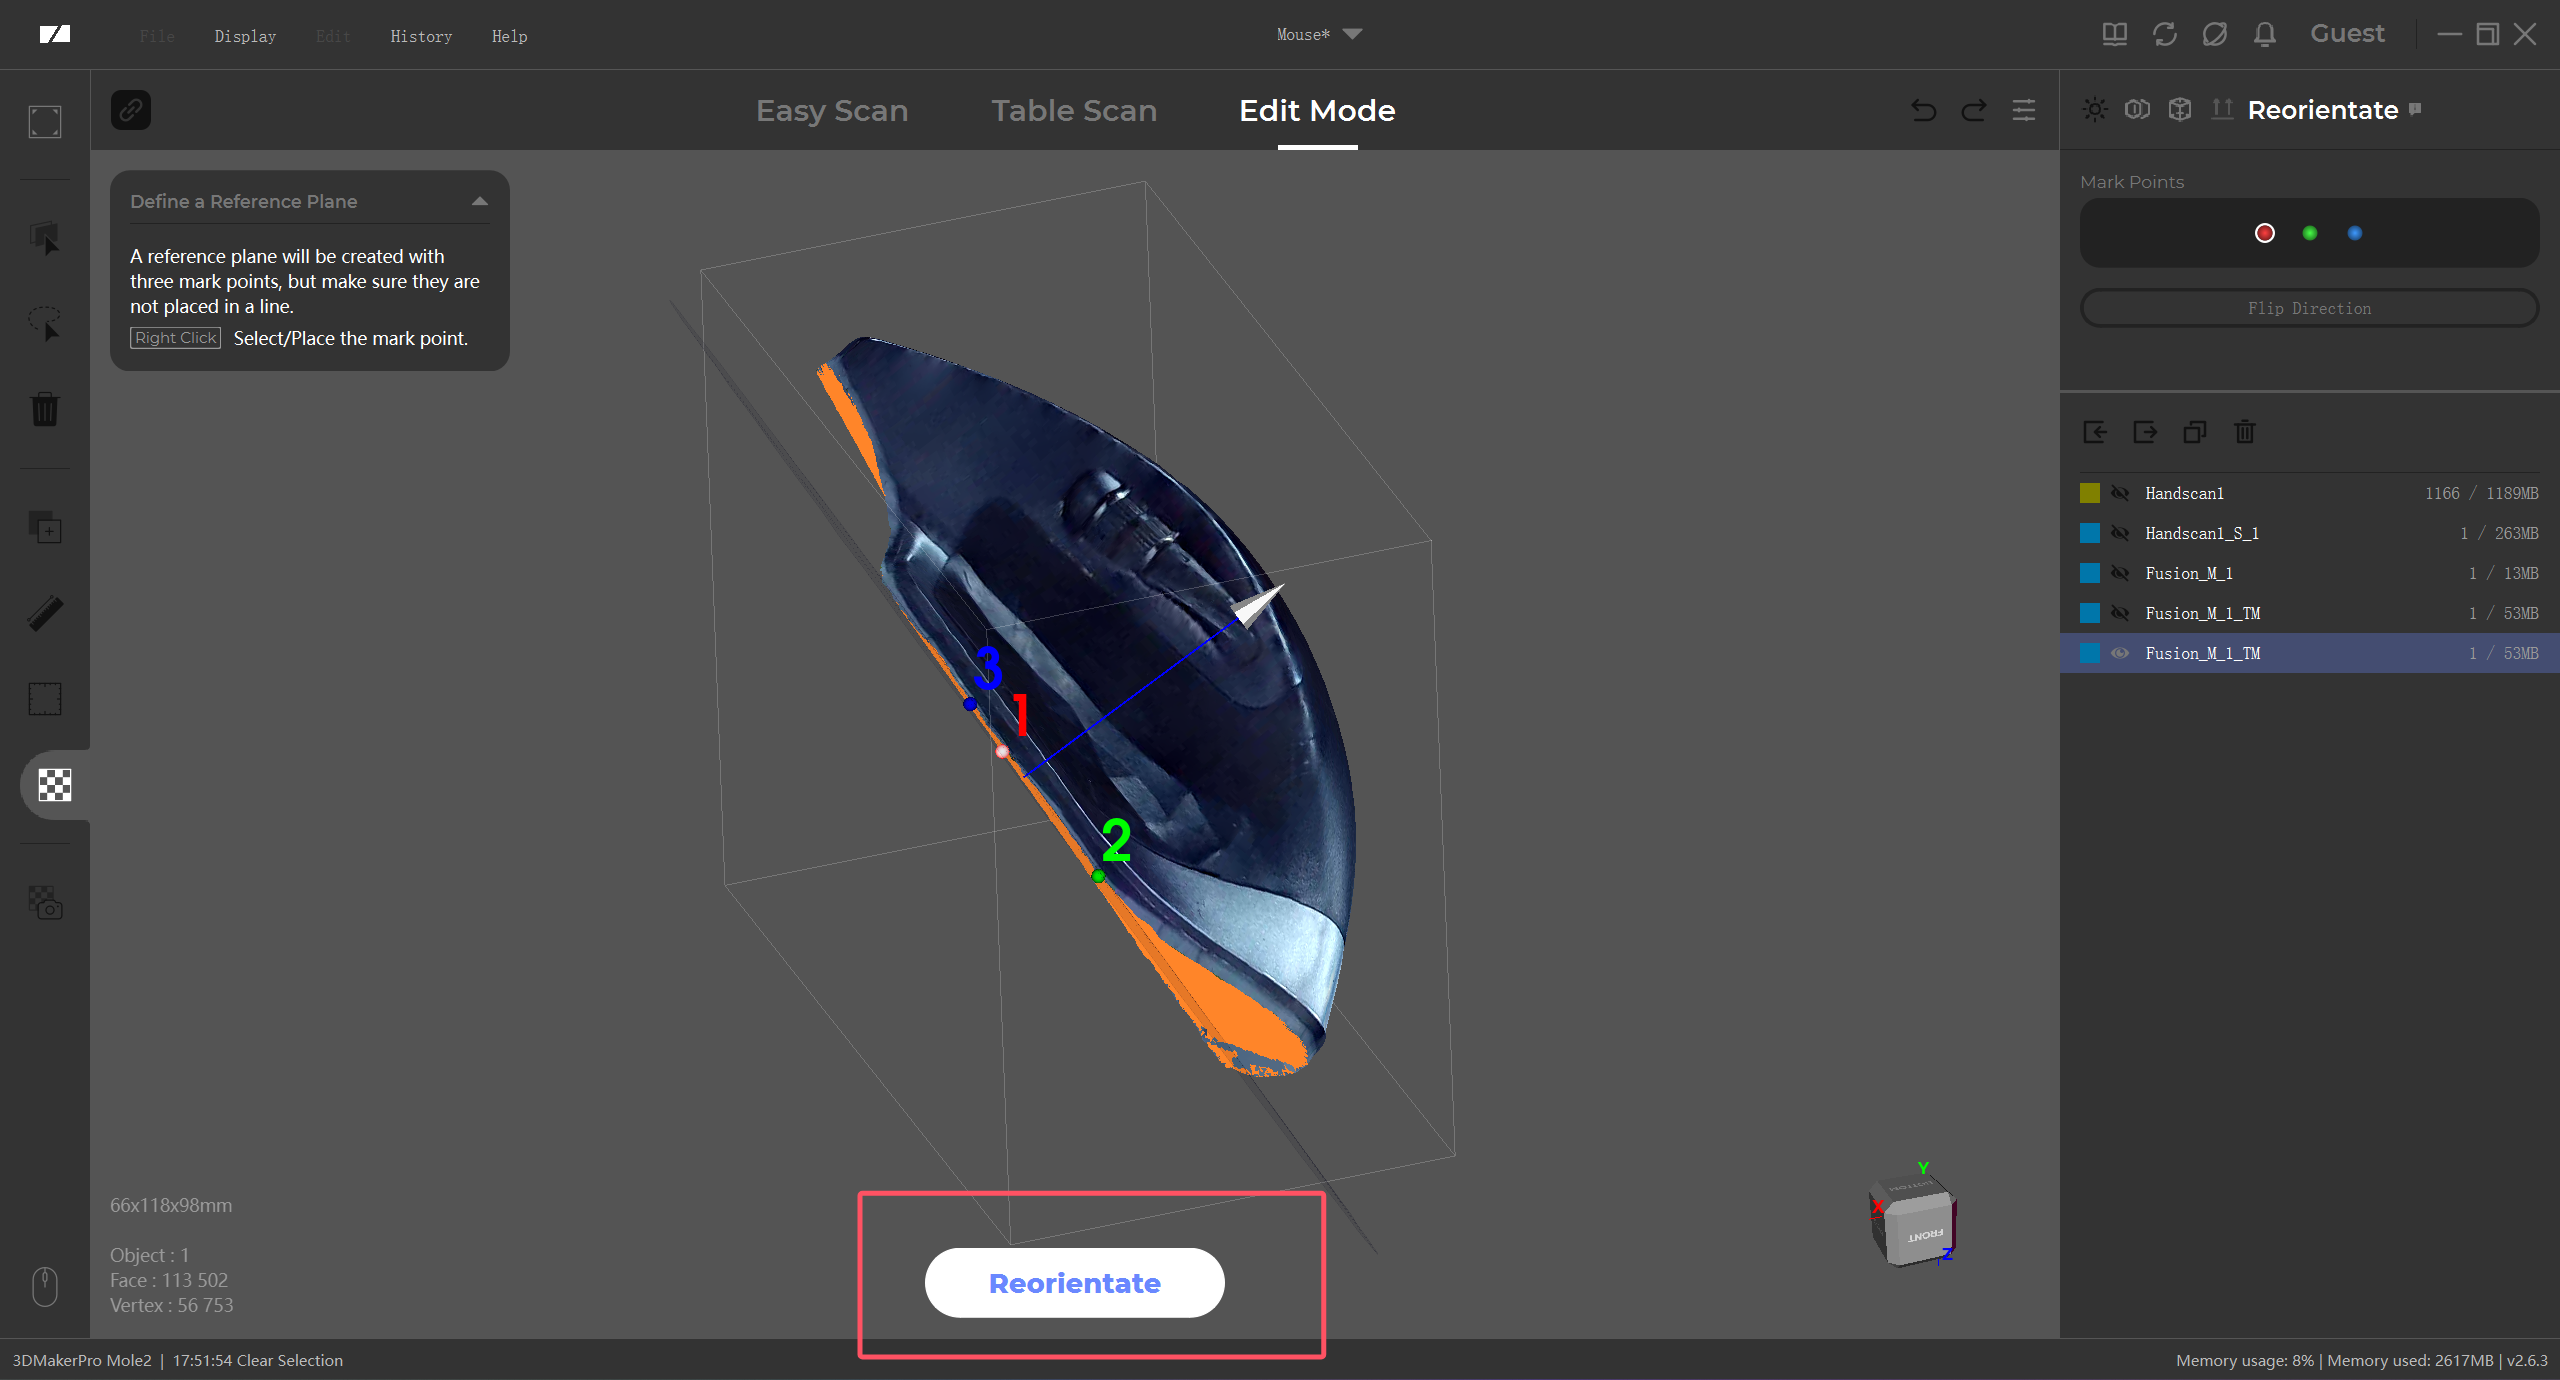 File Display Edit History Help
Mouse*
Guest
Easy Scan Table Scan Edit Mode
Reorientate
Define a Reference Plane
A reference plane will be created with
three mark points, but make sure they are
not placed in a line.
Right Click Select/Place the mark point.
Mark Points
Flip Direction
Handscan1 1166 / 1189MB
Handscan1_S_1 1 / 263MB
Fusion_M_1 1 / 13MB
Fusion_M_1_TM 1 / 53MB
Fusion_M_1_TM 1 / 53MB
3
1
2
66x118x98mm
Object : 1
Face : 113 502
Vertex : 56 753
Reorientate
Y
BOTTOM
X
FRONT
Z
3DMakerPro Mole2 | 17:51:54 Clear Selection
Memory usage: 8% | Memory used: 2617MB | v2.6.3